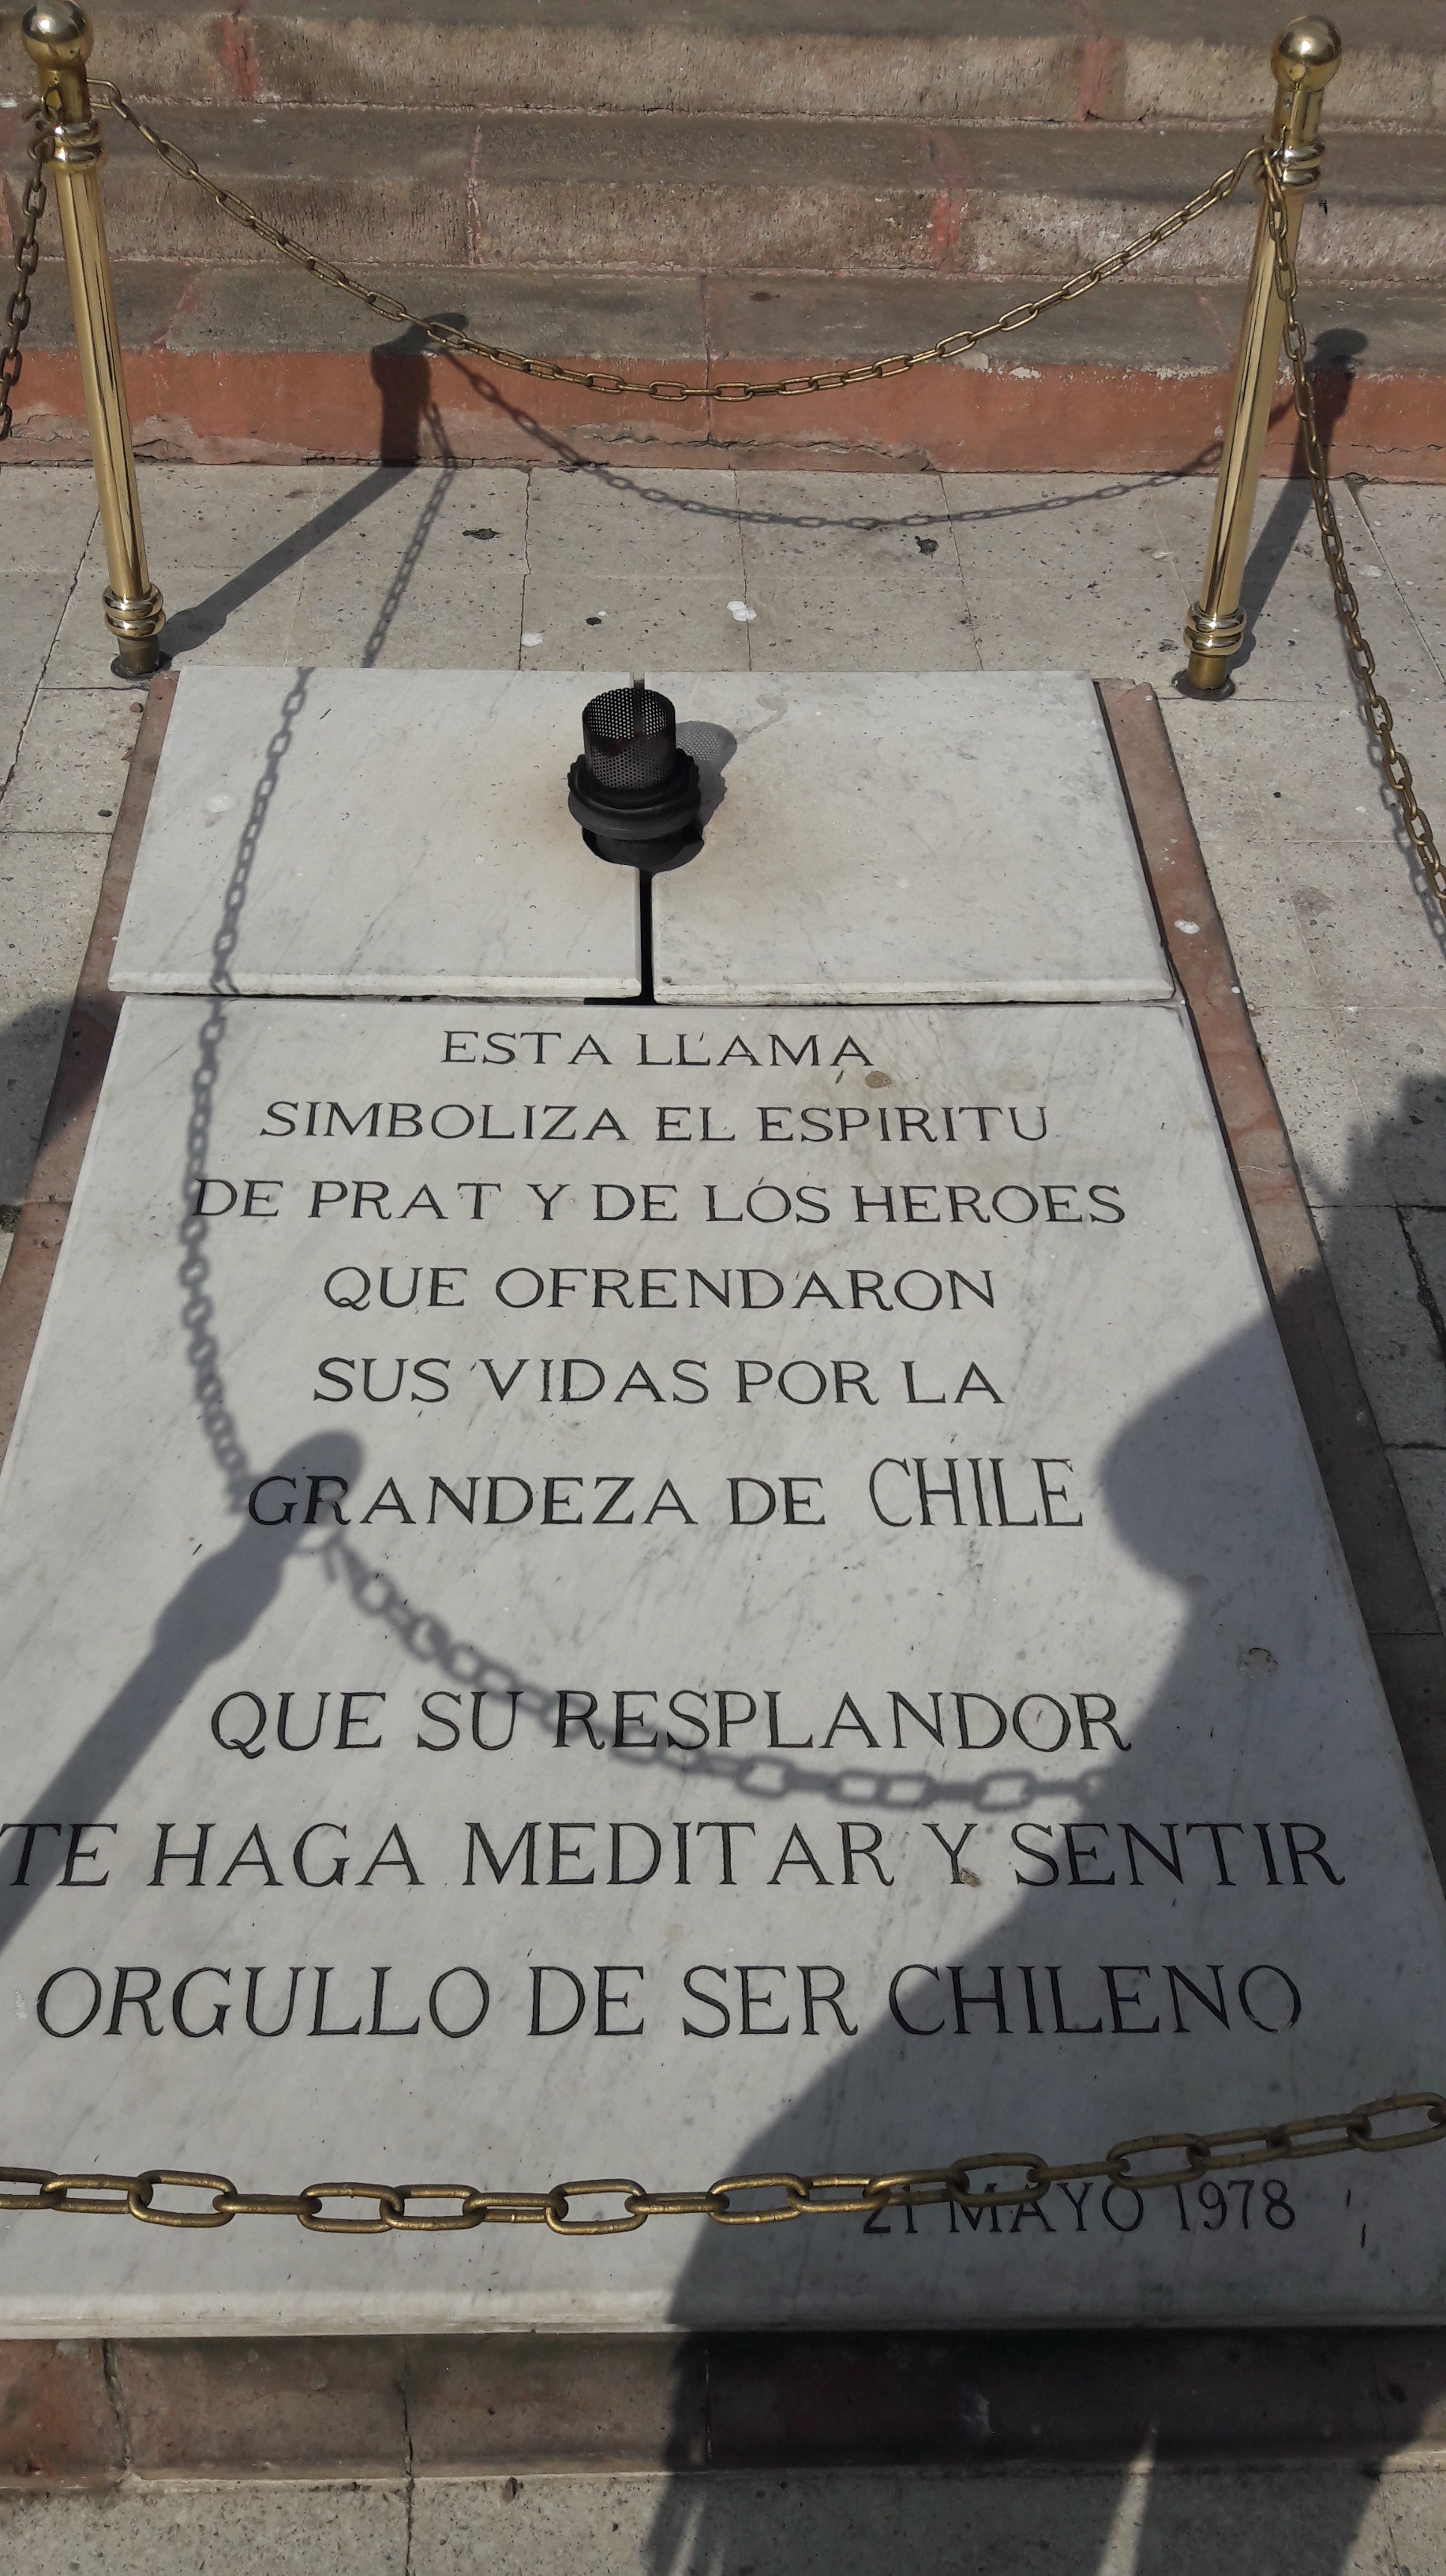 ESTA LLAMA
SIMBOLIZA EL ESPIRITU
DE PRAT Y DE LOS HEROES
QUE OFRENDARON
SUS VIDAS POR LA
GRANDEZA DE CHILE
QUE SU RESPLANDOR
TE HAGA MEDITAR Y SENTIR
ORGULLO DE SER CHILENO
21 MAYO 1978